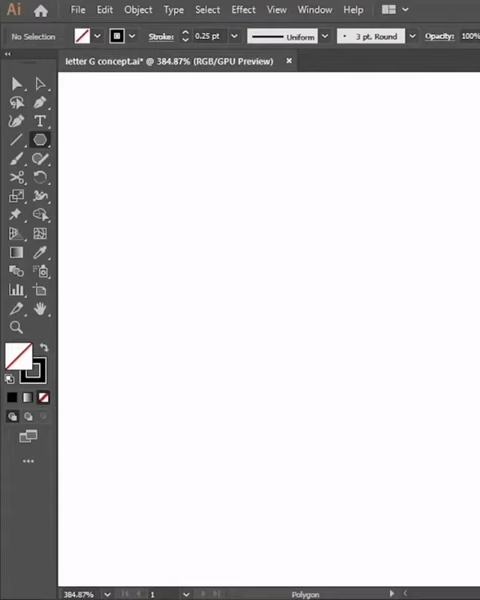 Ai File Edit Object Type Select Effect View Window Help
No Selection Stroke: 0.25 pt Uniform 3 pt. Round Opacity: 100%
letter G concept.ai* @ 384.87% (RGB/GPU Preview) ×
T
384.87% 1 Polygon